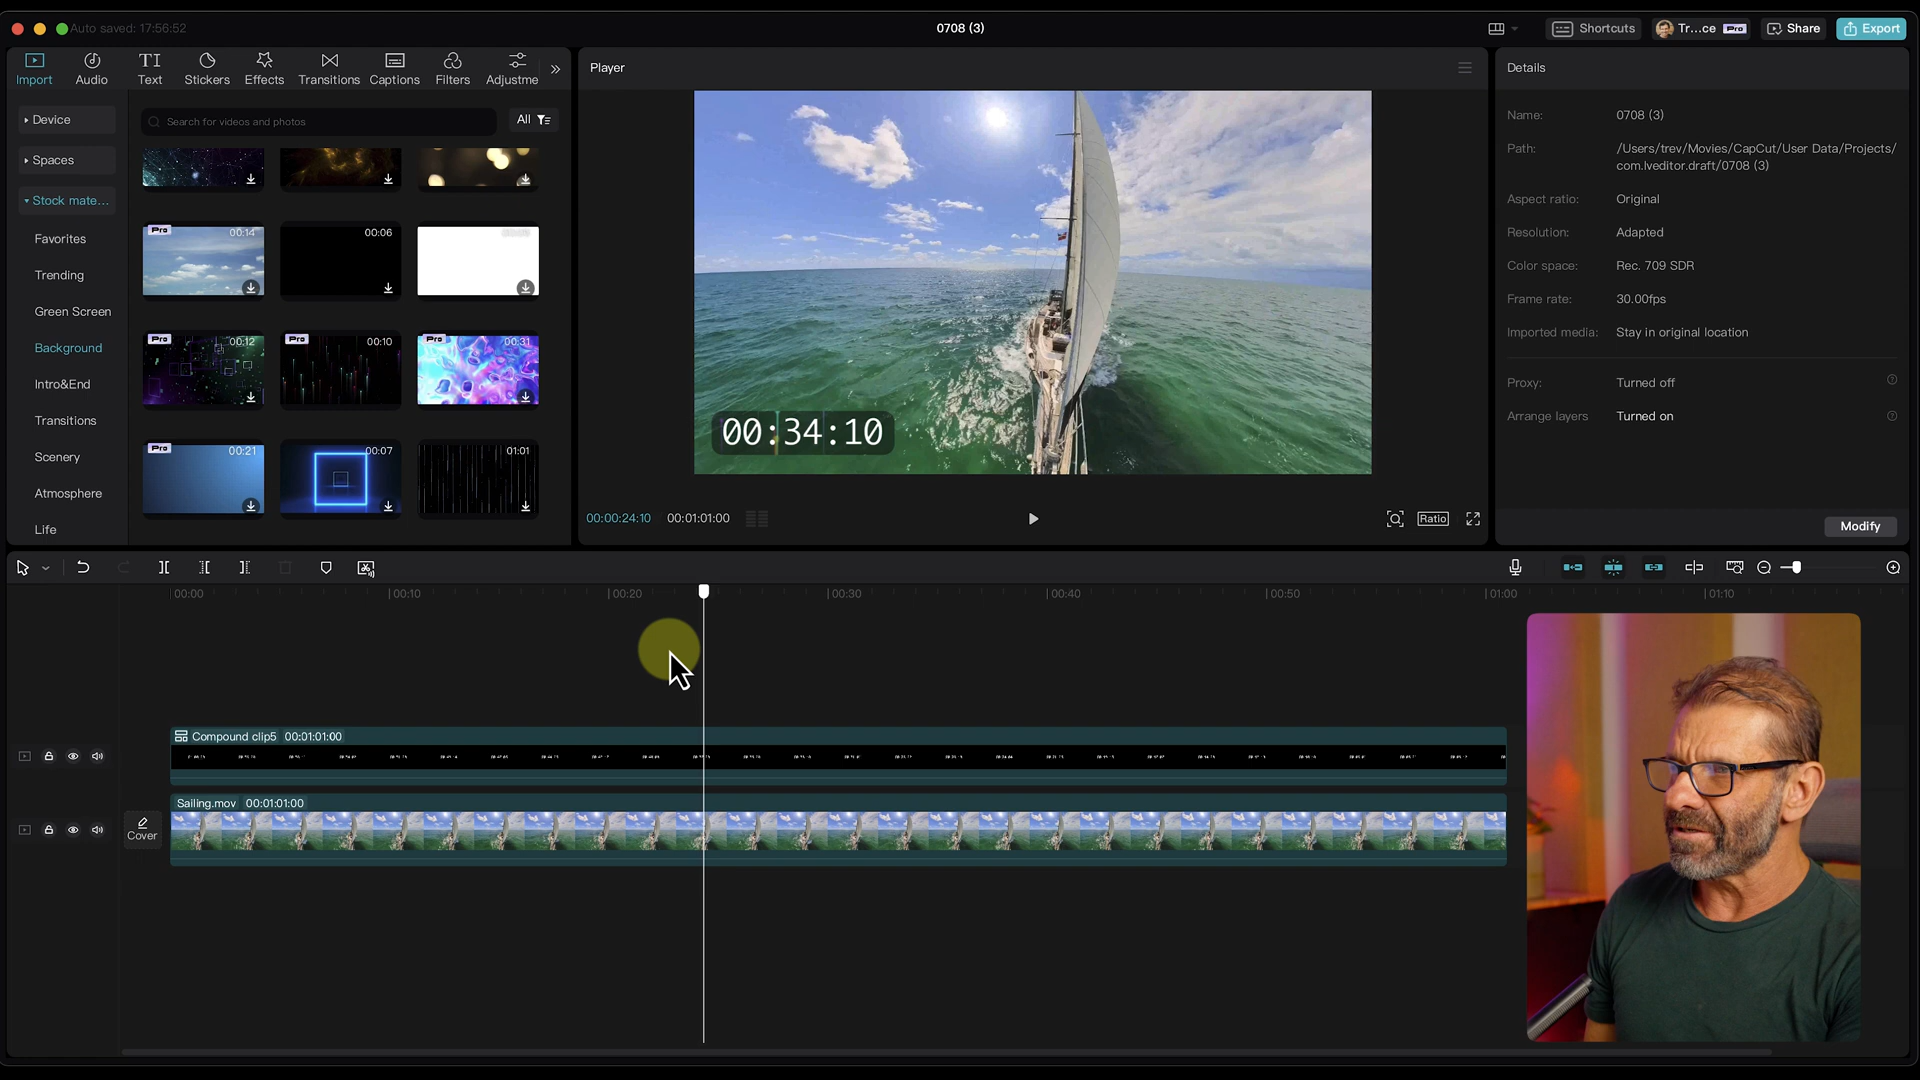 Auto saved: 17:56:52
0708 (3)
Shortcuts
Tr...ce Pro
Share
Export
Import
Audio
Text
Stickers
Effects
Transitions
Captions
Filters
Adjustme
Player
Details
Device
Spaces
Stock mate...
Favorites
Trending
Green Screen
Background
Intro&End
Transitions
Scenery
Atmosphere
Life
Search for videos and photos
All
Pro 00:14
00:06
Pro 00:12
Pro 00:10
Pro 00:31
Pro 00:21
00:07
01:01
00:34:10
00:00:24:10 00:01:01:00
Ratio
Name: 0708 (3)
Path: /Users/trev/Movies/CapCut/User Data/Projects/
com.lveditor.draft/0708 (3)
Aspect ratio: Original
Resolution: Adapted
Color space: Rec. 709 SDR
Frame rate: 30.00fps
Imported media: Stay in original location
Proxy: Turned off
Arrange layers Turned on
Modify
00:00 00:10 00:20 00:30 00:40 00:50 01:00 01:10
Compound clip5 00:01:01:00
Sailing.mov 00:01:01:00
Cover